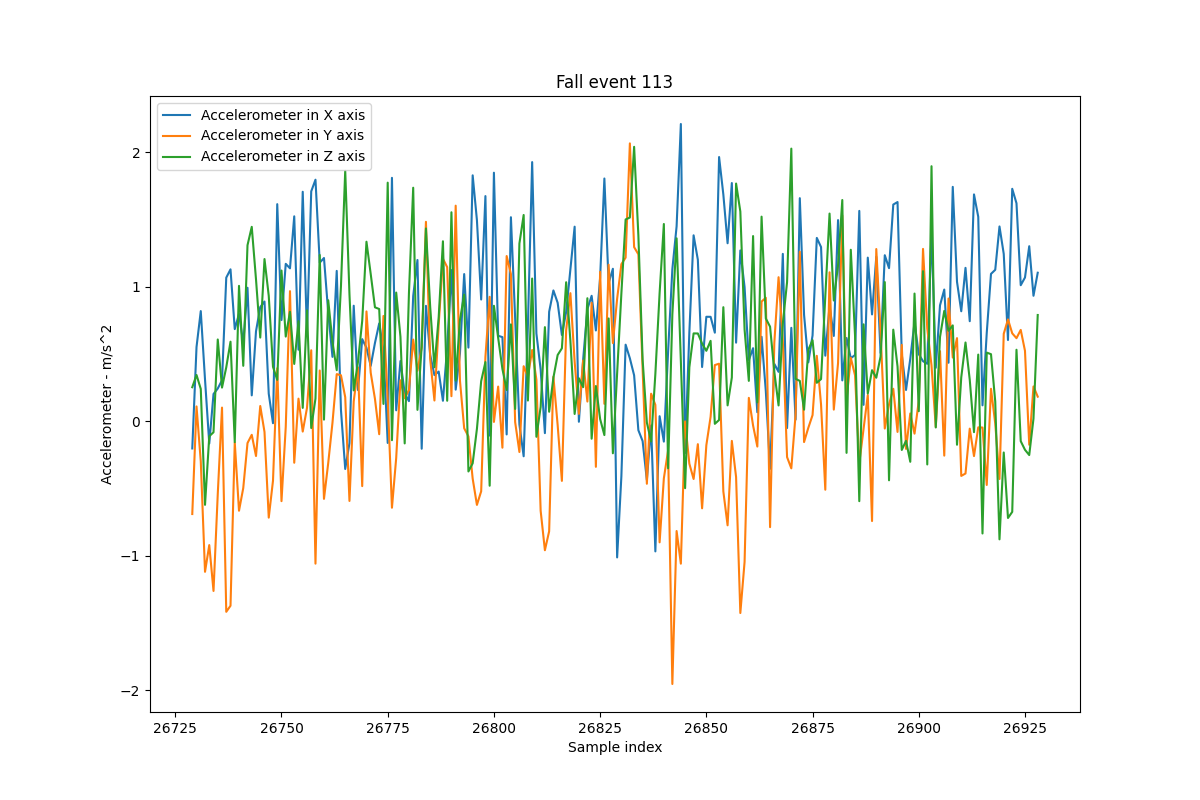 Fall event 113
Accelerometer in X axis
Accelerometer in Y axis
Accelerometer in Z axis
Accelerometer - m/s^2
2
1
0
−1
−2
26725 26750 26775 26800 26825 26850 26875 26900 26925
Sample index